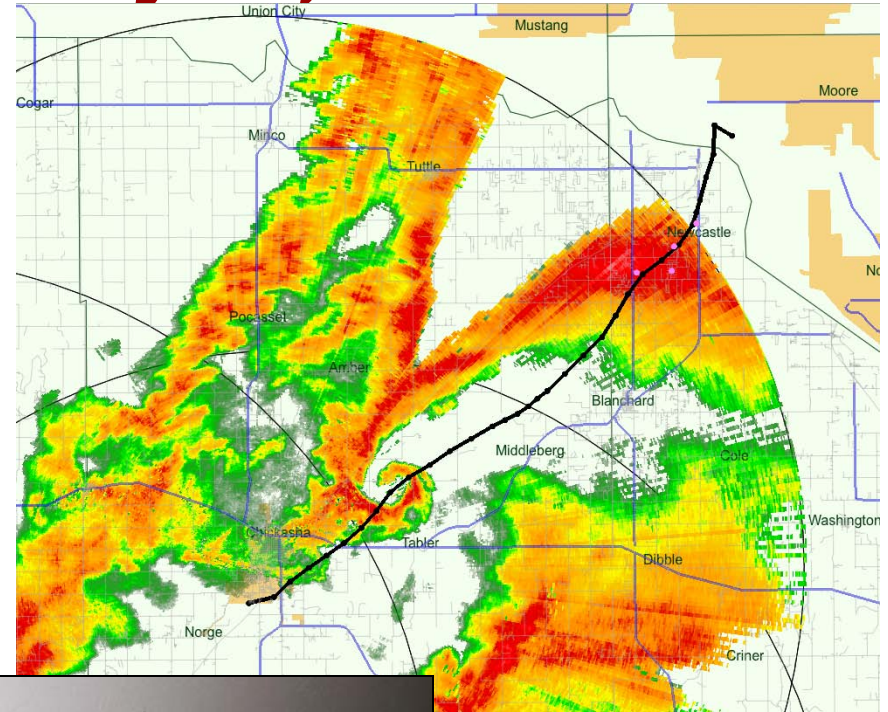 Union City
Mustang
Cogar
Moore
Minco
Tuttle
Newcastle
No
Pocasset
Amber
Blanchard
Middleberg
Cole
Washington
Chickasha
Tabler
Dibble
Norge
Criner